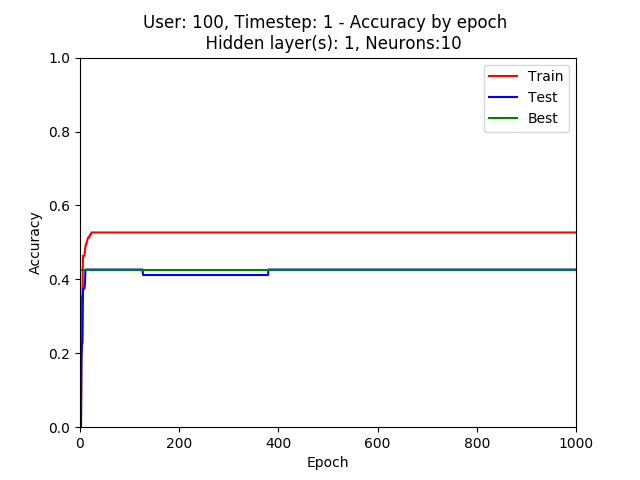 User: 100, Timestep: 1 - Accuracy by epoch
Hidden layer(s): 1, Neurons:10
1.0
0.8
0.6
0.4
0.2
0.0
Accuracy
Train
Test
Best
0 200 400 600 800 1000
Epoch